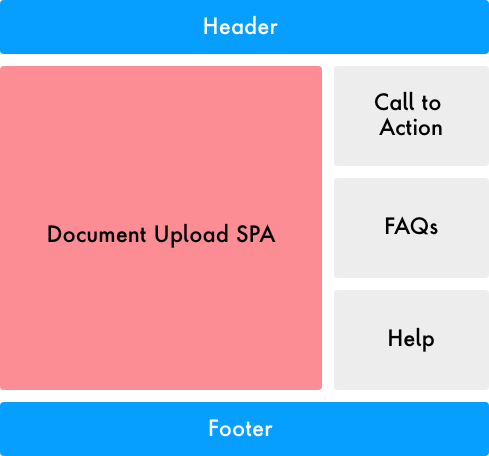 Header
Document Upload SPA
Call to
Action
FAQs
Help
Footer